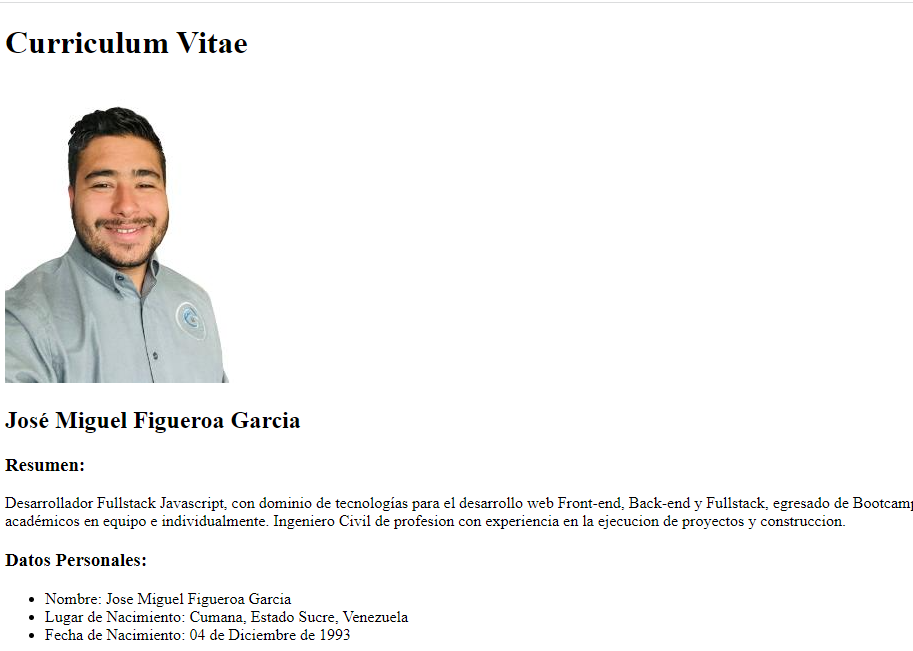 Curriculum Vitae
José Miguel Figueroa Garcia
Resumen:
Desarrollador Fullstack Javascript, con dominio de tecnologías para el desarrollo web Front-end, Back-end y Fullstack, egresado de Bootcamp
académicos en equipo e individualmente. Ingeniero Civil de profesion con experiencia en la ejecucion de proyectos y construccion.
Datos Personales:
Nombre: Jose Miguel Figueroa Garcia
Lugar de Nacimiento: Cumana, Estado Sucre, Venezuela
Fecha de Nacimiento: 04 de Diciembre de 1993